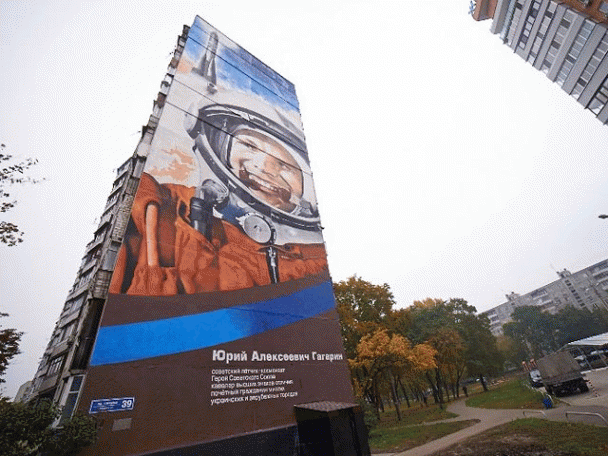 Юрий Алексеевич Гагарин
советский лётчик-космонавт
Герой Советского Союза
кавалер высших знаков отличия
почётный гражданин многих
украинских и зарубежных городов
39